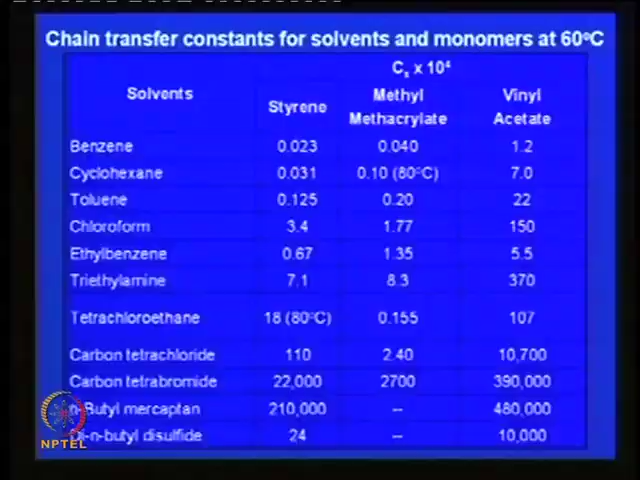 Chain transfer constants for solvents and monomers at 60°C
Cs x 10⁴
Solvents Styrene Methyl Methacrylate Vinyl Acetate
Benzene 0.023 0.040 1.2
Cyclohexane 0.031 0.10 (80°C) 7.0
Toluene 0.125 0.20 22
Chloroform 3.4 1.77 150
Ethylbenzene 0.67 1.35 5.5
Triethylamine 7.1 8.3 370
Tetrachloroethane 18 (80°C) 0.155 107
Carbon tetrachloride 110 2.40 10,700
Carbon tetrabromide 22,000 2700 390,000
n-Butyl mercaptan 210,000 -- 480,000
Di-n-butyl disulfide 24 -- 10,000
NPTEL